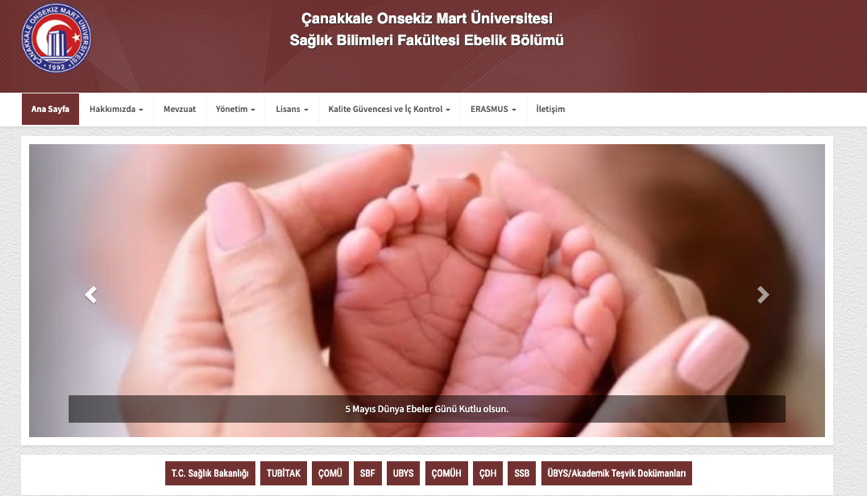 ÇANAKKALE ONSEKİZ MART ÜNİVERSİTESİ
• 1992 •
Çanakkale Onsekiz Mart Üniversitesi
Sağlık Bilimleri Fakültesi Ebelik Bölümü
Ana Sayfa Hakkımızda Mevzuat Yönetim Lisans Kalite Güvencesi ve İç Kontrol ERASMUS İletişim
5 Mayıs Dünya Ebeler Günü Kutlu olsun.
T.C. Sağlık Bakanlığı TUBİTAK ÇOMÜ SBF UBYS ÇOMÜH ÇDH SSB ÜBYS/Akademik Teşvik Dokümanları